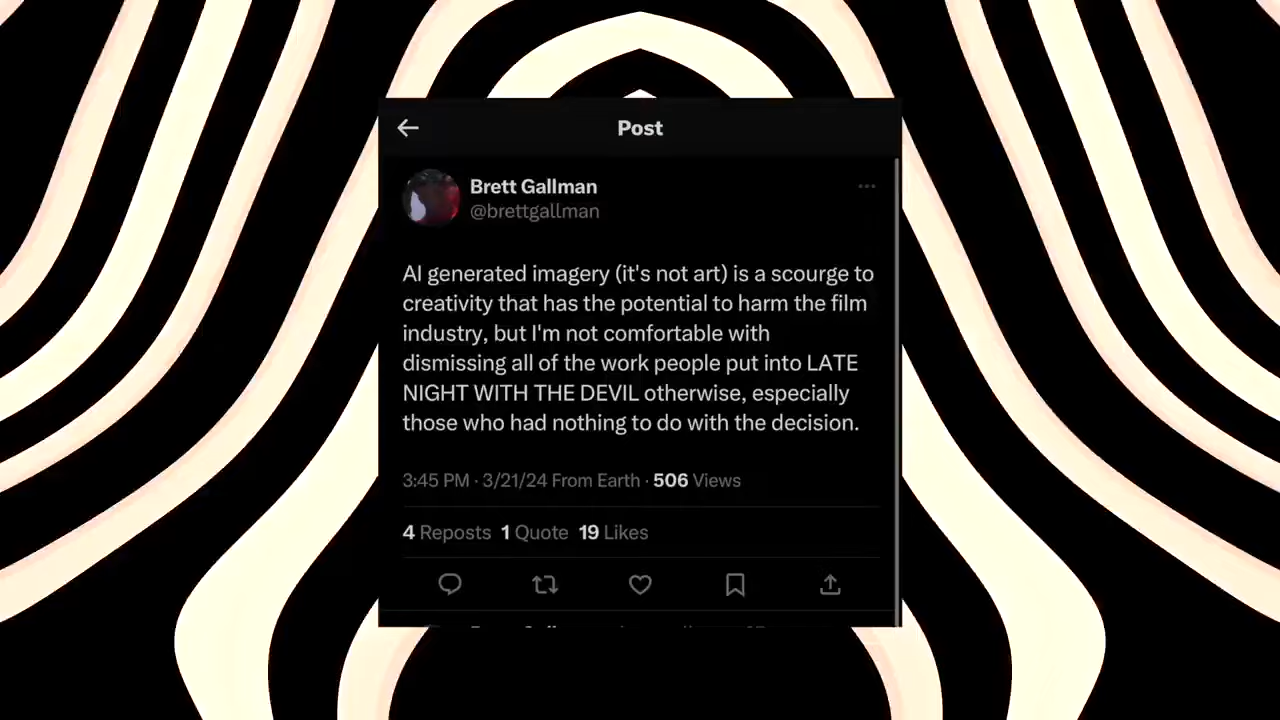 Post
Brett Gallman
@brettgallman
AI generated imagery (it's not art) is a scourge to
creativity that has the potential to harm the film
industry, but I'm not comfortable with
dismissing all of the work people put into LATE
NIGHT WITH THE DEVIL otherwise, especially
those who had nothing to do with the decision.
3:45 PM · 3/21/24 From Earth · 506 Views
4 Reposts 1 Quote 19 Likes